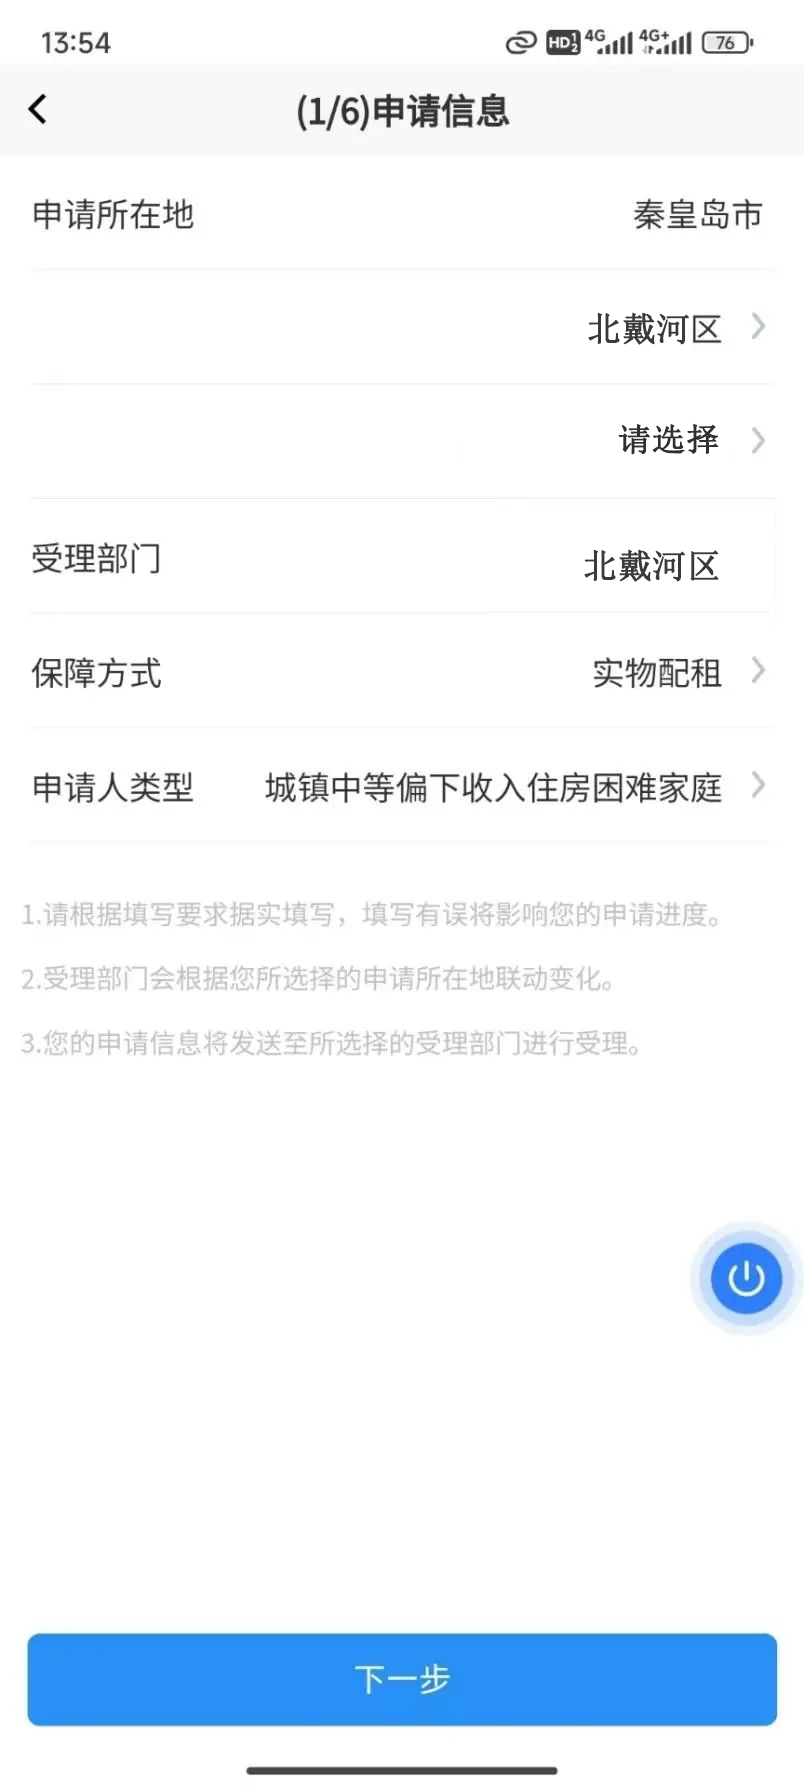 13:54
HD 1 2 4G 4G+ 76
(1/6)申请信息
申请所在地 秦皇岛市
北戴河区
请选择
受理部门 北戴河区
保障方式 实物配租
申请人类型 城镇中等偏下收入住房困难家庭
1.请根据填写要求据实填写，填写有误将影响您的申请进度。
2.受理部门会根据您所选择的申请所在地联动变化。
3.您的申请信息将发送至所选择的受理部门进行受理。
下一步